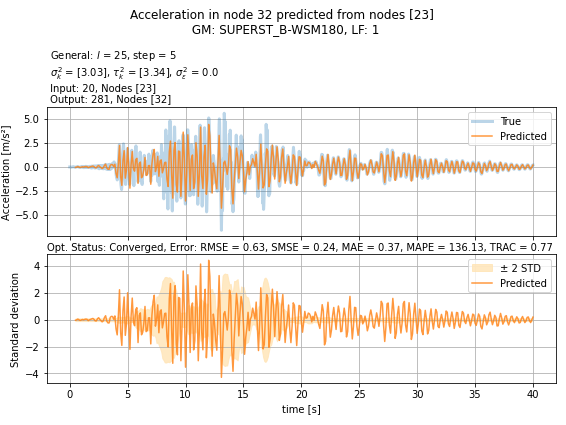 Acceleration in node 32 predicted from nodes [23]
GM: SUPERST_B-WSM180, LF: 1
General: l = 25, step = 5
σ²ₖ = [3.03], τ²ₖ = [3.34], σ²ᵣ = 0.0
Input: 20, Nodes [23]
Output: 281, Nodes [32]
Acceleration [m/s²]
5.0
2.5
0.0
−2.5
−5.0
True
Predicted
Opt. Status: Converged, Error: RMSE = 0.63, SMSE = 0.24, MAE = 0.37, MAPE = 136.13, TRAC = 0.77
Standard deviation
4
2
0
−2
−4
± 2 STD
Predicted
0 5 10 15 20 25 30 35 40
time [s]